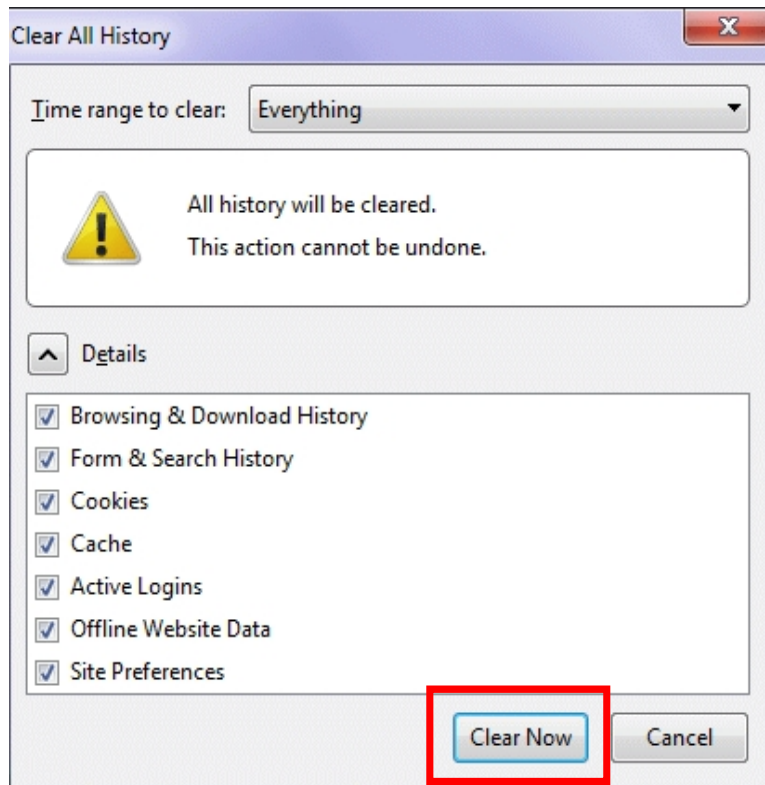 Clear All History
Time range to clear: Everything
All history will be cleared.
This action cannot be undone.
Details
Browsing & Download History
Form & Search History
Cookies
Cache
Active Logins
Offline Website Data
Site Preferences
Clear Now Cancel